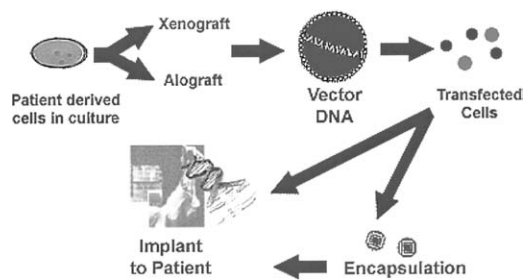 Xenograft
Alograft
Patient derived
cells in culture
Vector
DNA
Transfected
Cells
Implant
to Patient
Encapsulation